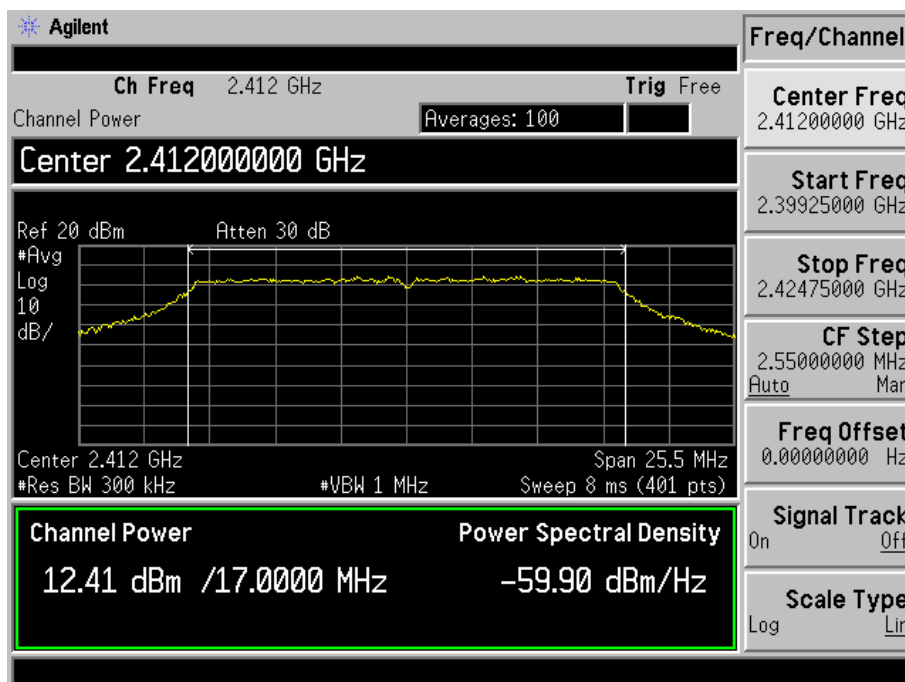 Agilent
Freq/Channel
Ch Freq 2.412 GHz Trig Free
Channel Power Averages: 100
Center 2.412000000 GHz
Ref 20 dBm Atten 30 dB
#Avg
Log
10
dB/
Center 2.412 GHz Span 25.5 MHz
#Res BW 300 kHz #VBW 1 MHz Sweep 8 ms (401 pts)
Channel Power Power Spectral Density
12.41 dBm /17.0000 MHz -59.90 dBm/Hz
Center Freq
2.41200000 GHz
Start Freq
2.39925000 GHz
Stop Freq
2.42475000 GHz
CF Step
2.55000000 MHz
Auto Man
Freq Offset
0.00000000 Hz
Signal Track
On Off
Scale Type
Log Lin